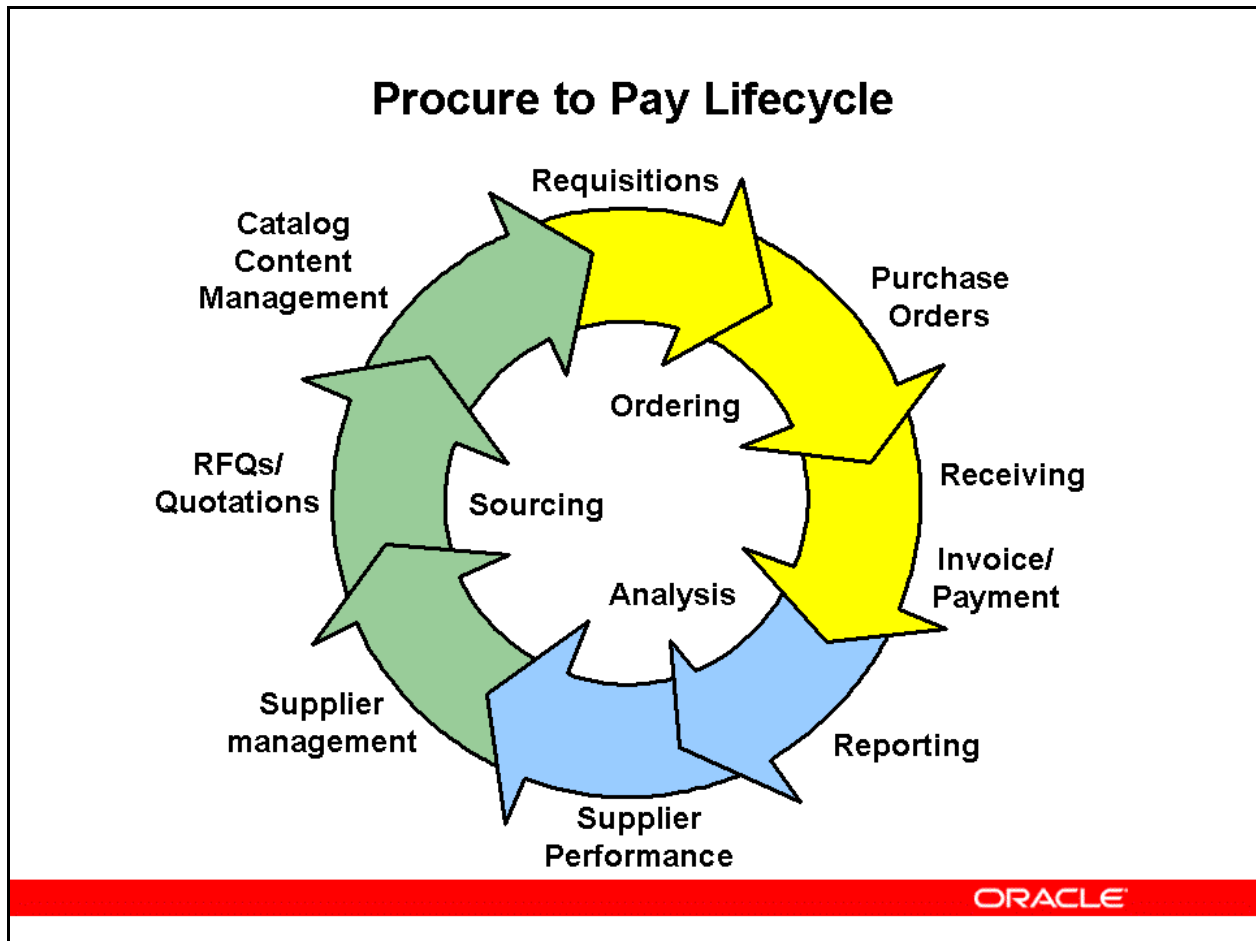 Procure to Pay Lifecycle
Requisitions
Catalog
Content
Management
Purchase
Orders
Ordering
RFQs/
Quotations
Sourcing
Receiving
Invoice/
Payment
Analysis
Supplier
management
Reporting
Supplier
Performance
ORACLE